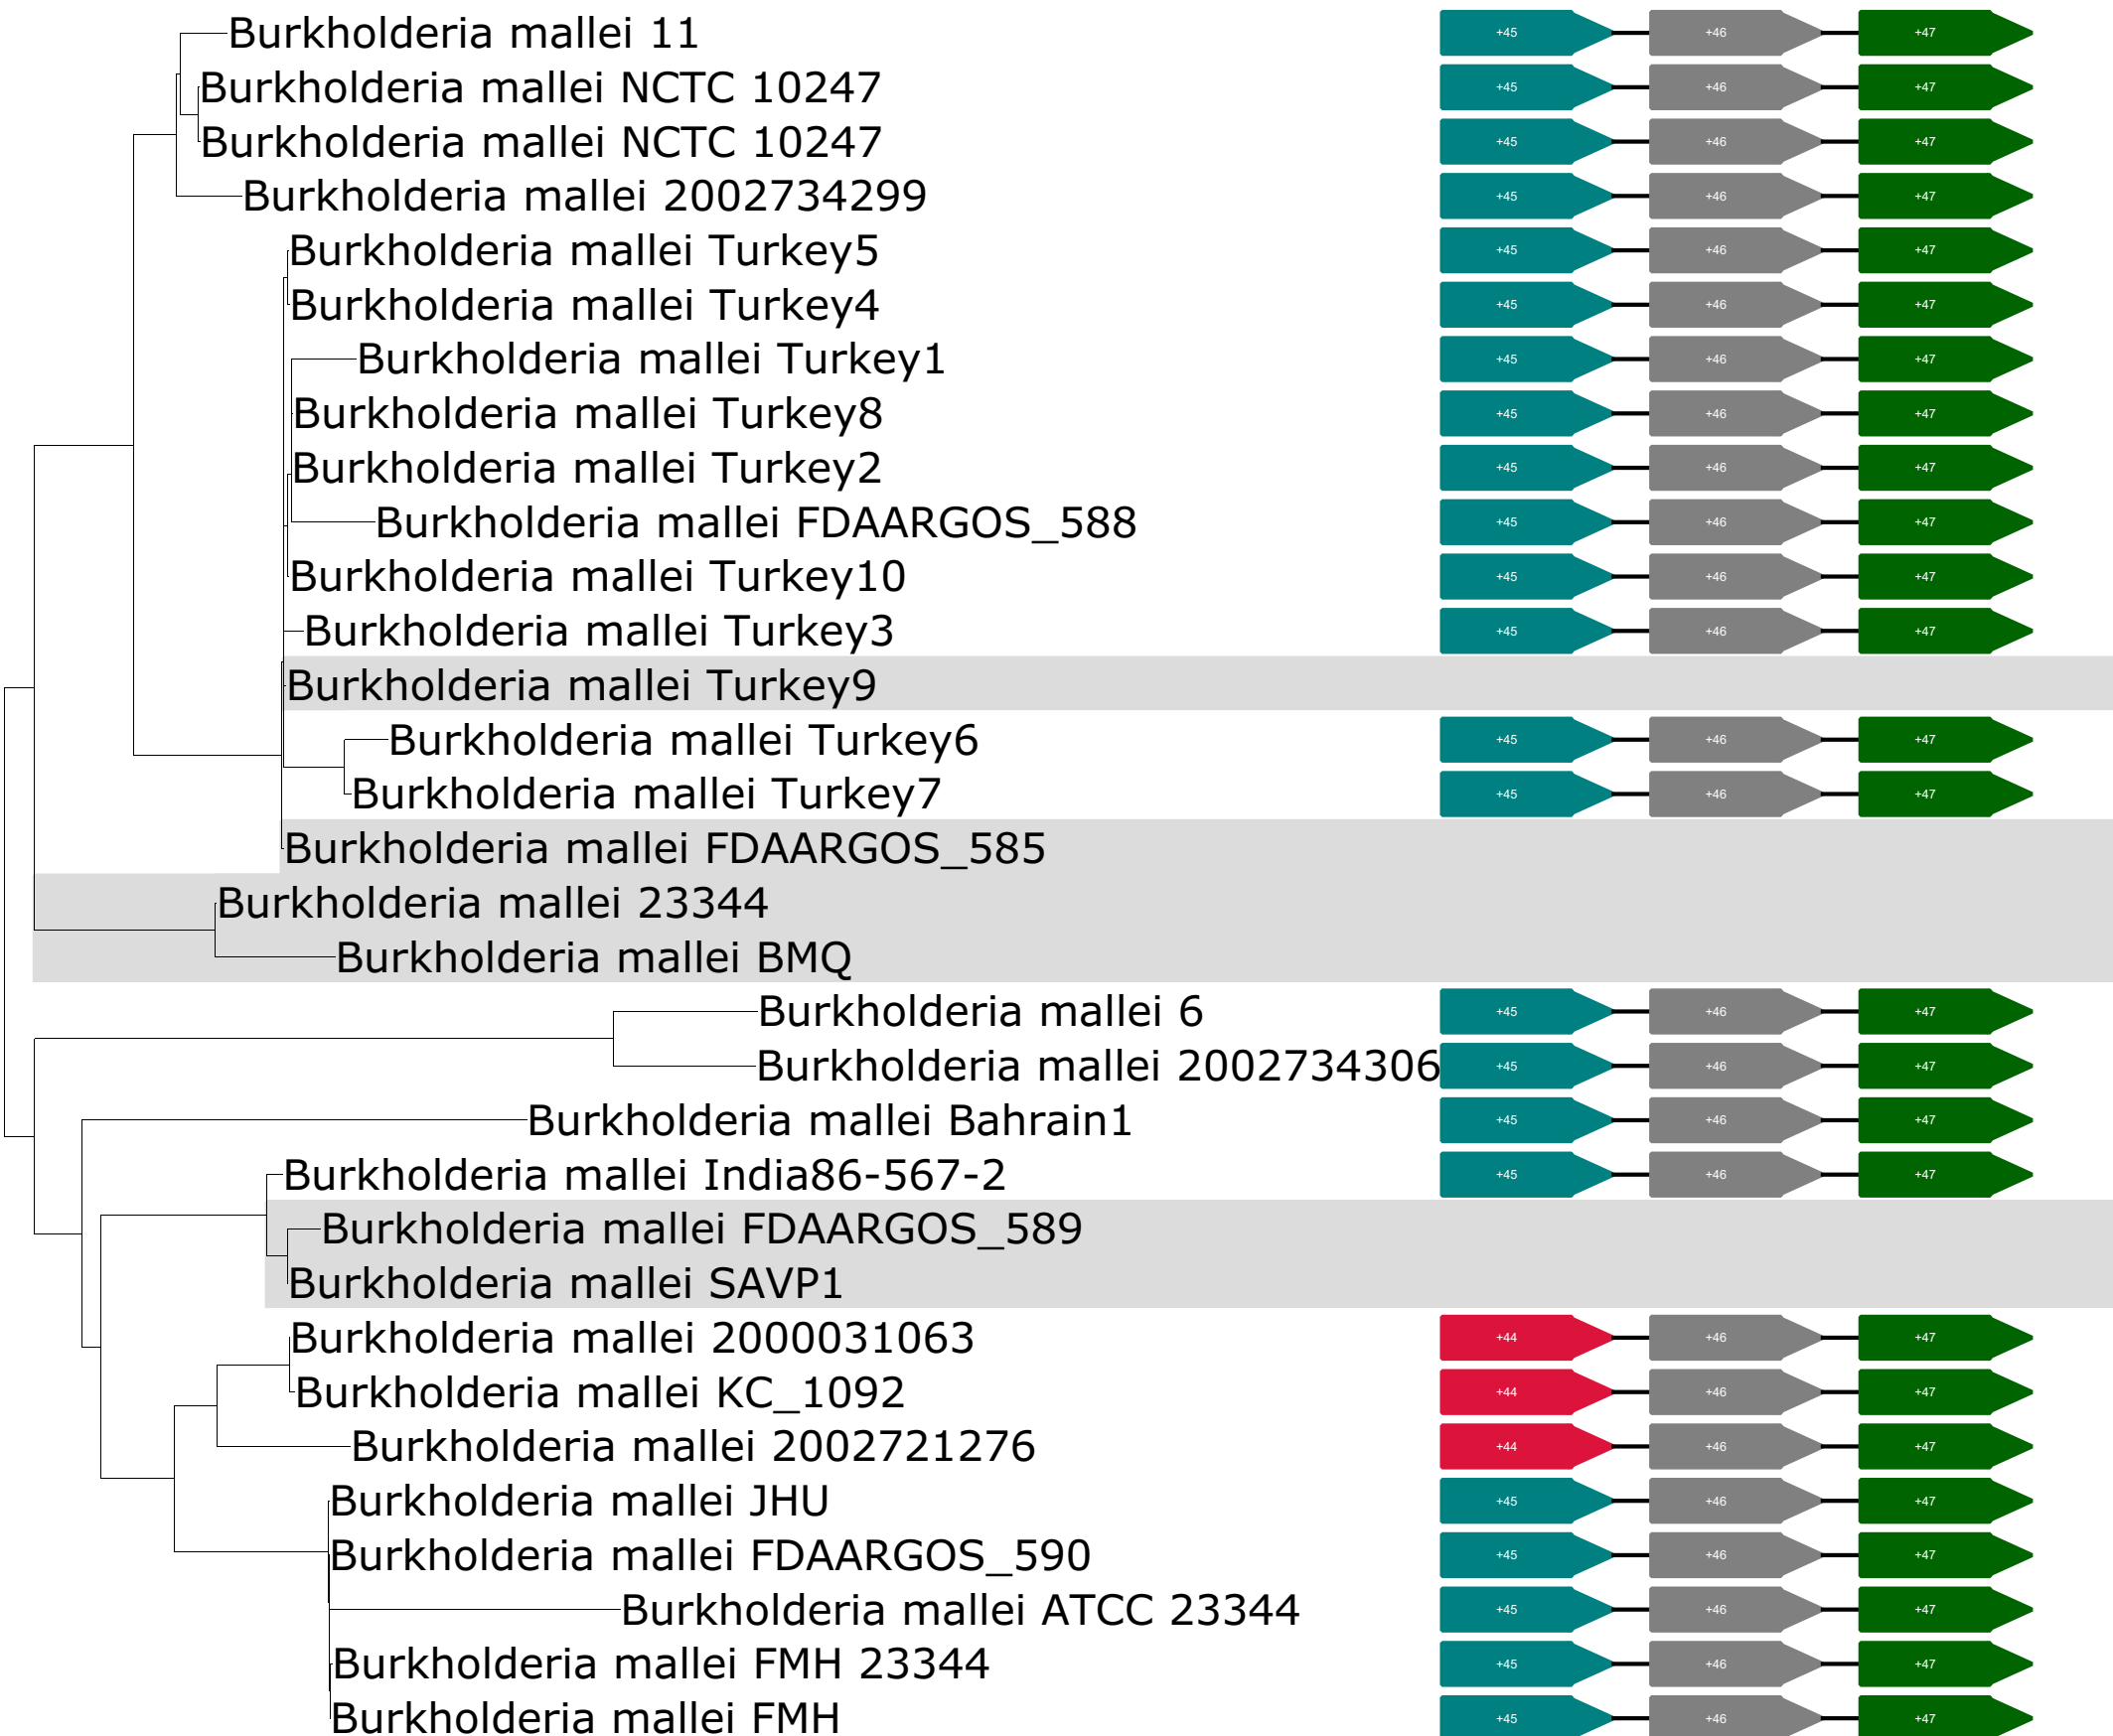 Burkholderia mallei 11 +45 +46 +47
Burkholderia mallei NCTC 10247 +45 +46 +47
Burkholderia mallei NCTC 10247 +45 +46 +47
Burkholderia mallei 2002734299 +45 +46 +47
Burkholderia mallei Turkey5 +45 +46 +47
Burkholderia mallei Turkey4 +45 +46 +47
Burkholderia mallei Turkey1 +45 +46 +47
Burkholderia mallei Turkey8 +45 +46 +47
Burkholderia mallei Turkey2 +45 +46 +47
Burkholderia mallei FDAARGOS_588 +45 +46 +47
Burkholderia mallei Turkey10 +45 +46 +47
Burkholderia mallei Turkey3 +45 +46 +47
Burkholderia mallei Turkey9
Burkholderia mallei Turkey6 +45 +46 +47
Burkholderia mallei Turkey7 +45 +46 +47
Burkholderia mallei FDAARGOS_585
Burkholderia mallei 23344
Burkholderia mallei BMQ
Burkholderia mallei 6 +45 +46 +47
Burkholderia mallei 2002734306 +45 +46 +47
Burkholderia mallei Bahrain1 +45 +46 +47
Burkholderia mallei India86-567-2 +45 +46 +47
Burkholderia mallei FDAARGOS_589
Burkholderia mallei SAVP1
Burkholderia mallei 2000031063 +44 +46 +47
Burkholderia mallei KC_1092 +44 +46 +47
Burkholderia mallei 2002721276 +44 +46 +47
Burkholderia mallei JHU +45 +46 +47
Burkholderia mallei FDAARGOS_590 +45 +46 +47
Burkholderia mallei ATCC 23344 +45 +46 +47
Burkholderia mallei FMH 23344 +45 +46 +47
Burkholderia mallei FMH +45 +46 +47